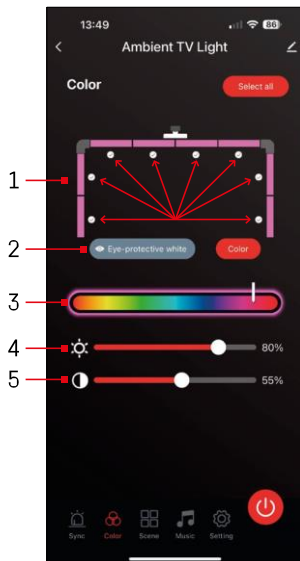 13:49
86
Ambient TV Light
Color
Select all
1
2
Eye-protective white
Color
3
4
80%
5
55%
Sync
Color
Scene
Music
Setting